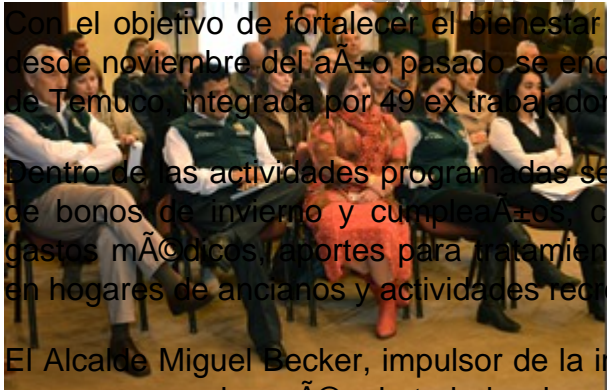 Con el objetivo de fortalecer el bienestar
desde noviembre del aÃ±o pasado se enc
de Temuco, integrada por 49 ex trabajador
Dentro de las actividades programadas se
de bonos de invierno y cumpleaÃ±os, c
gastos mÃ©dicos, aportes para tratamien
en hogares de ancianos y actividades recre
El Alcalde Miguel Becker, impulsor de la in